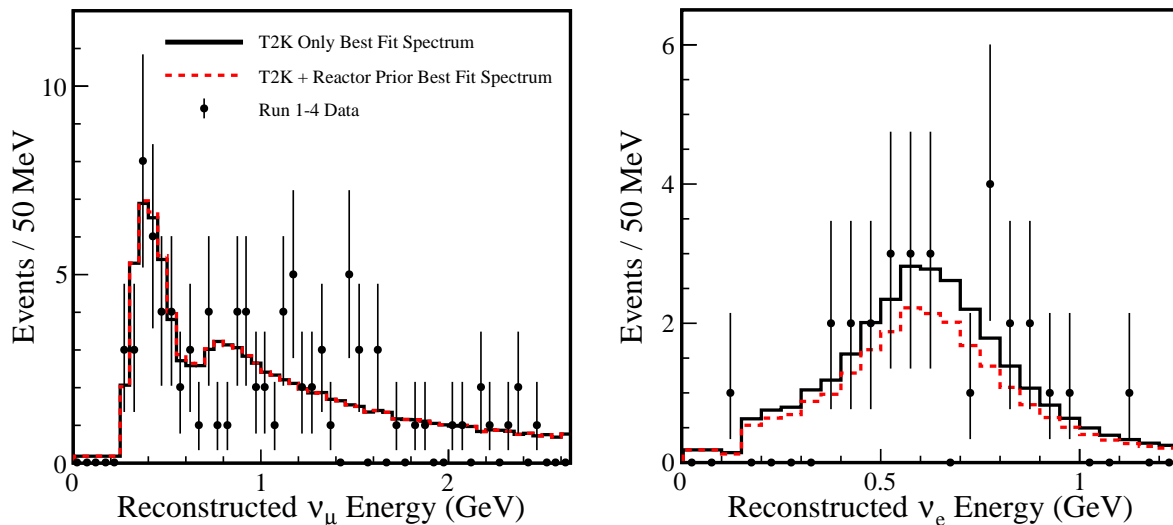 T2K Only Best Fit Spectrum
T2K + Reactor Prior Best Fit Spectrum
Run 1-4 Data
Events / 50 MeV
10
5
0
0
1
2
Reconstructed νμ Energy (GeV)
Events / 50 MeV
6
4
2
0
0
0.5
1
Reconstructed νe Energy (GeV)